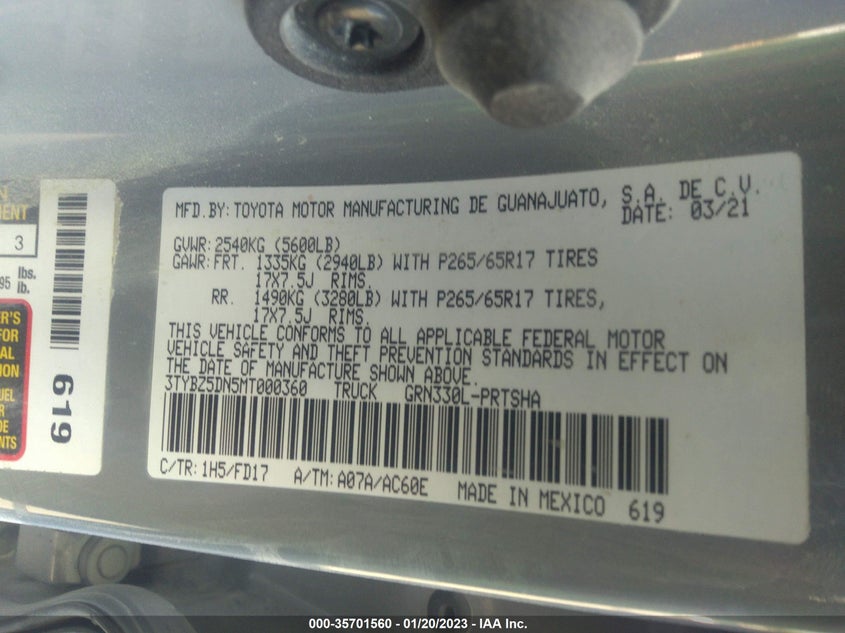 MFD.BY: TOYOTA MOTOR MANUFACTURING DE GUANAJUATO, S.A. DE C.V.
DATE: 03/21
GVWR: 2540KG (5600LB)
GAWR: FRT. 1335KG (2940LB) WITH P265/65R17 TIRES
17X7.5J RIMS.
RR. 1490KG (3280LB) WITH P265/65R17 TIRES,
17X7.5J RIMS.
THIS VEHICLE CONFORMS TO ALL APPLICABLE FEDERAL MOTOR
VEHICLE SAFETY AND THEFT PREVENTION STANDARDS IN EFFECT ON
THE DATE OF MANUFACTURE SHOWN ABOVE.
3TYBZ5DN5MT000360 TRUCK GRN330L-PRTSHA
C/TR: 1H5/FD17 A/TM: A07A/AC60E MADE IN MEXICO 619
3
lbs.
95 lb.
619
FOR
000-35701560 — 01/20/2023 — IAA Inc.